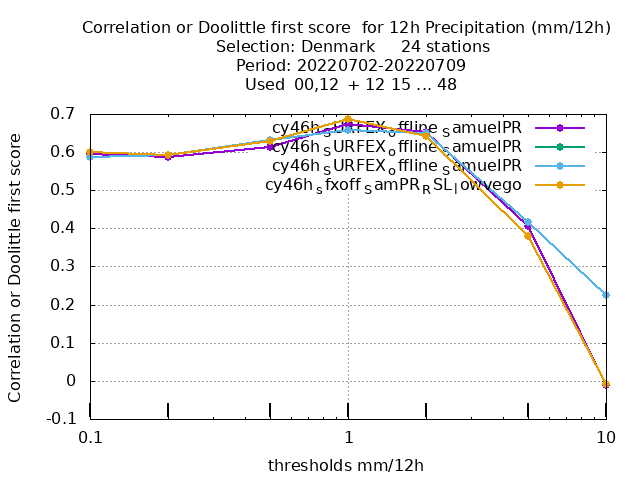 Correlation or Doolittle first score  for 12h Precipitation (mm/12h)
Selection: Denmark     24 stations
Period: 20220702-20220709
Used  00,12  + 12 15 ... 48
Correlation or Doolittle first score
0.7
0.6
0.5
0.4
0.3
0.2
0.1
0
-0.1
cy46h_SURFEX_offline_samuelPR
cy46h_SURFEX_offline_samuelPR
cy46h_SURFEX_offline_samuelPR
cy46h_sfxoff_SamPR_RSL_lowvego
0.1 1 10
thresholds mm/12h